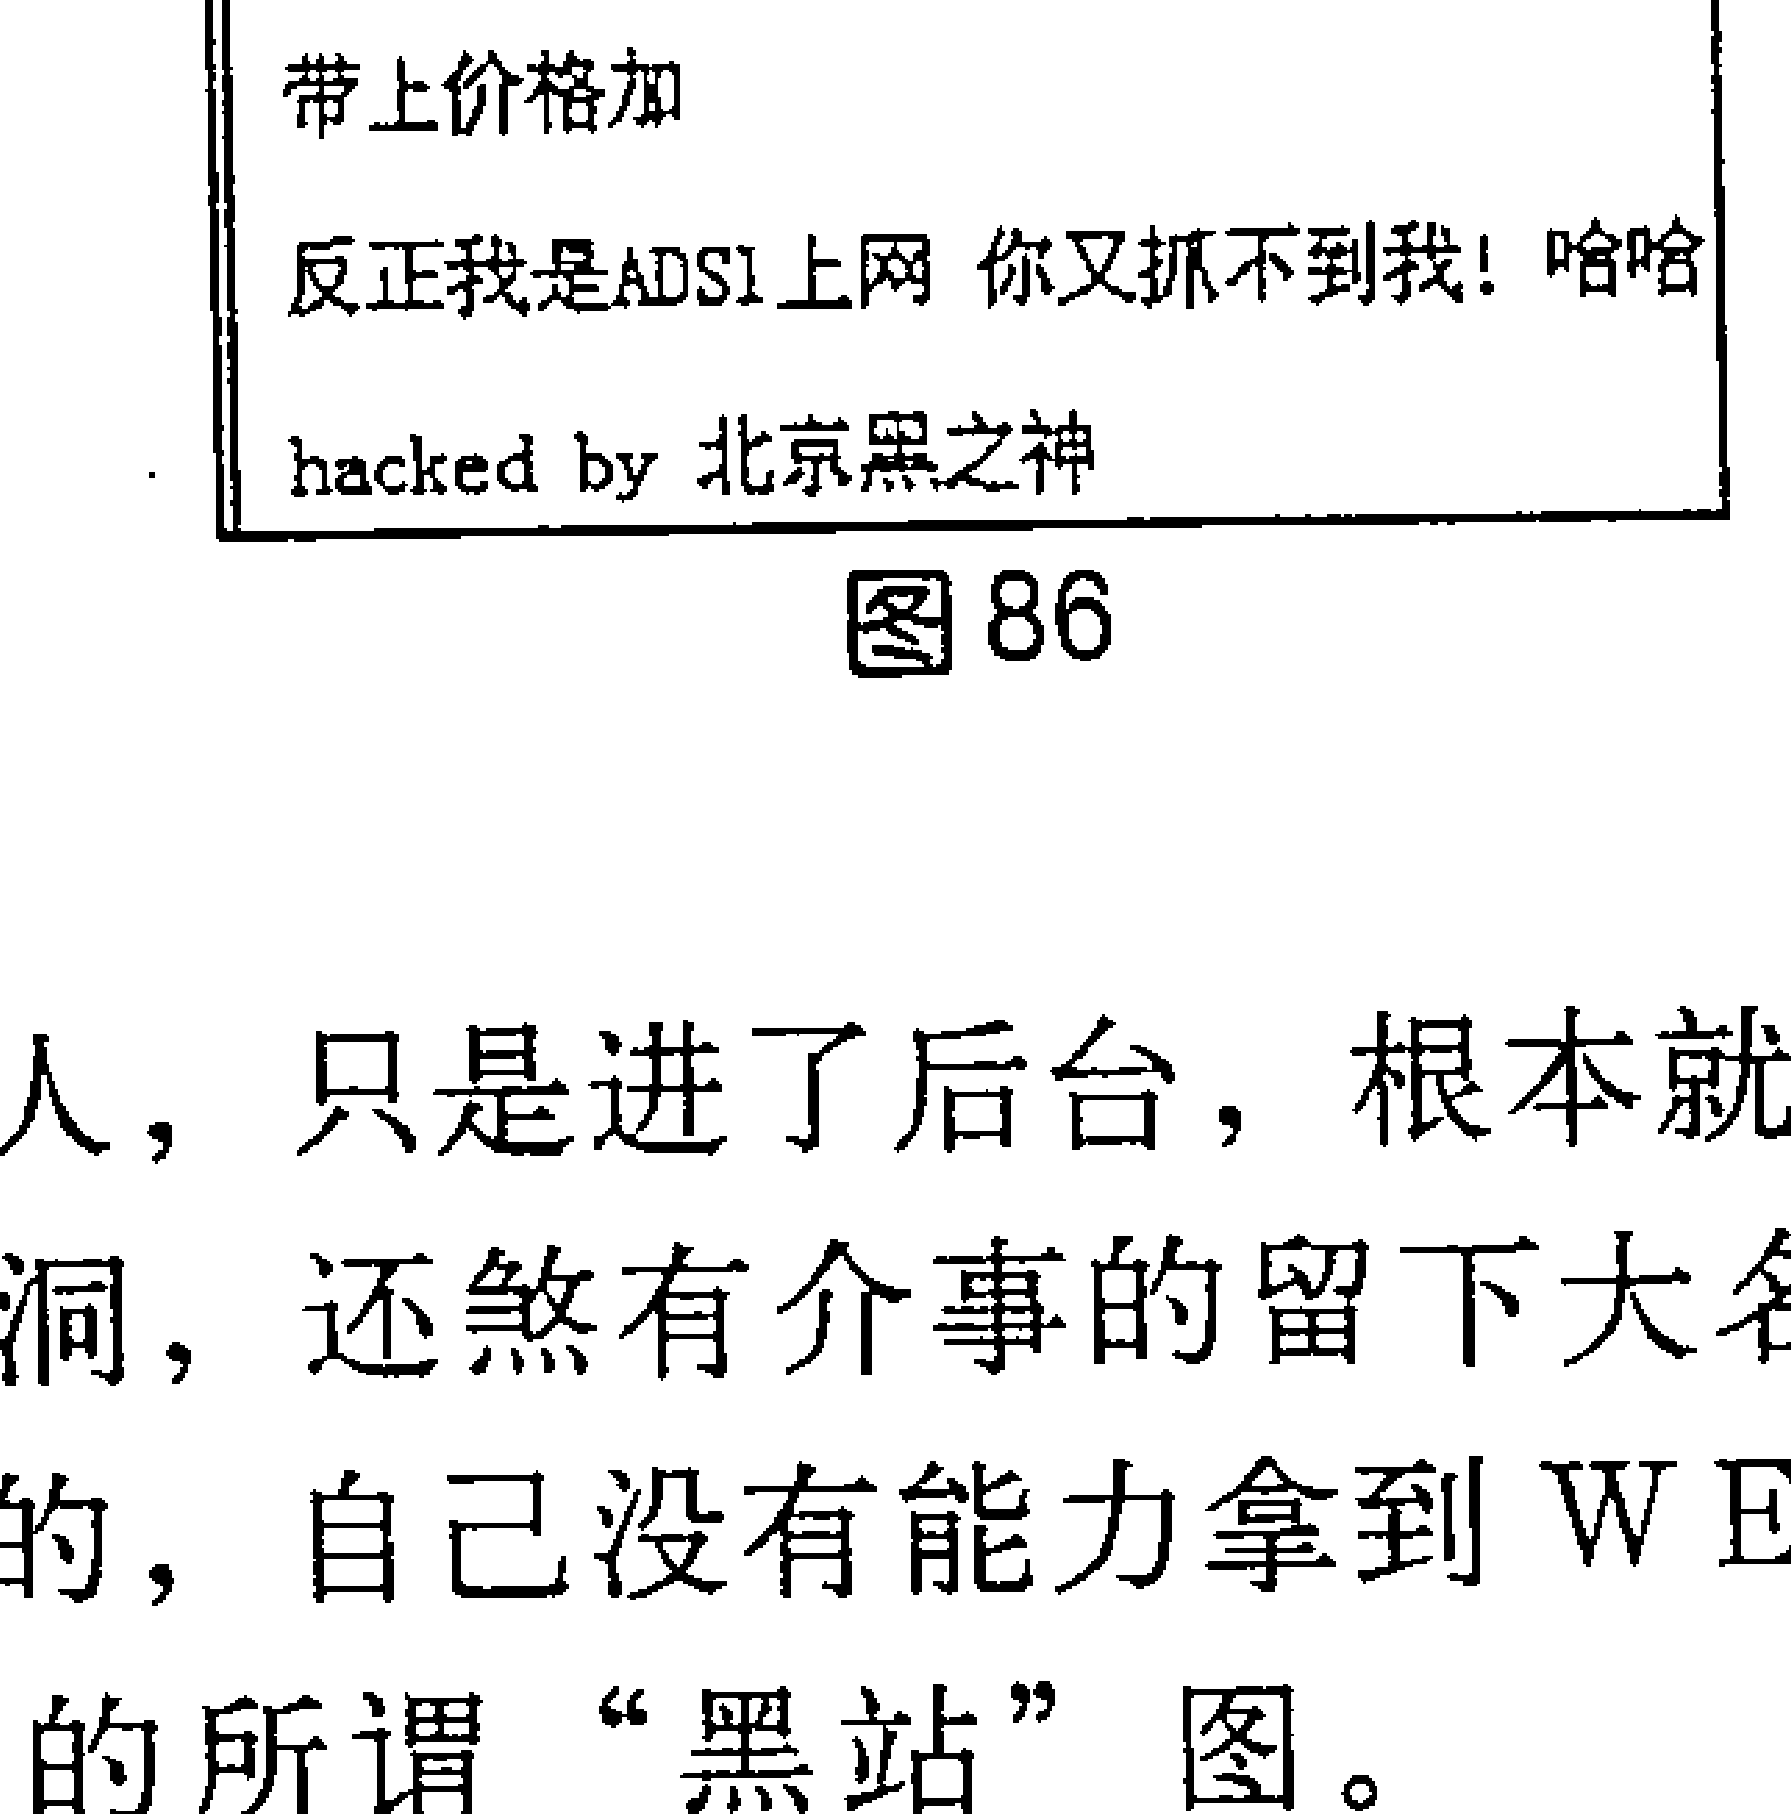 带上价格加
反正我是ADSl上网 你又抓不到我！哈哈
hacked by 北京黑之神
图86
人，只是进了后台，根本就
洞，还煞有介事的留下大名
的，自己没有能力拿到WE
的所谓“黑站”图。